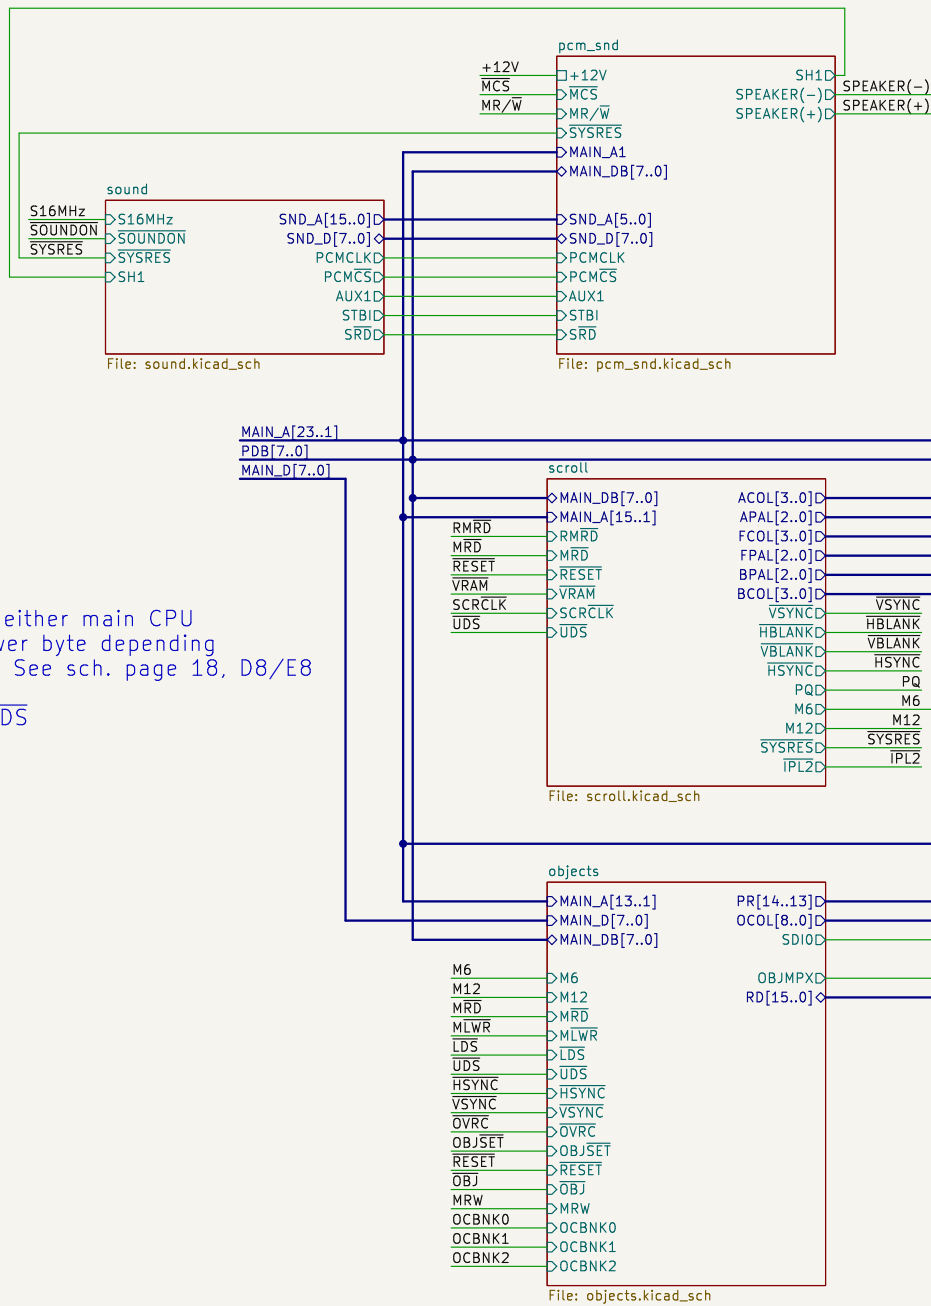 pcm_snd
+12V
MCS
MR/W
+12V
MCS
MR/W
SYSRES
MAIN_A1
MAIN_DB[7..0]
SND_A[5..0]
SND_D[7..0]
PCMCLK
PCMCS
AUX1
STBI
SRD
SH1
SPEAKER(-)
SPEAKER(+)
SPEAKER(-)
SPEAKER(+)
File: pcm_snd.kicad_sch
sound
S16MHz
SOUNDON
SYSRES
S16MHz
SOUNDON
SYSRES
SH1
SND_A[15..0]
SND_D[7..0]
PCMCLK
PCMCS
AUX1
STBI
SRD
File: sound.kicad_sch
MAIN_A[23..1]
PDB[7..0]
MAIN_D[7..0]
scroll
RMRD
MRD
RESET
VRAM
SCRCLK
UDS
MAIN_DB[7..0]
MAIN_A[15..1]
RMRD
MRD
RESET
VRAM
SCRCLK
UDS
ACOL[3..0]
APAL[2..0]
FCOL[3..0]
FPAL[2..0]
BPAL[2..0]
BCOL[3..0]
VSYNC
HBLANK
VBLANK
HSYNC
PQ
M6
M12
SYSRES
IPL2
VSYNC
HBLANK
VBLANK
HSYNC
PQ
M6
M12
SYSRES
IPL2
File: scroll.kicad_sch
either main CPU
wer byte depending
See sch. page 18, D8/E8
DS
objects
M6
M12
MRD
MLWR
LDS
UDS
HSYNC
VSYNC
OVRC
OBJSET
RESET
OBJ
MRW
OCBNK0
OCBNK1
OCBNK2
MAIN_A[13..1]
MAIN_D[7..0]
MAIN_DB[7..0]
M6
M12
MRD
MLWR
LDS
UDS
HSYNC
VSYNC
OVRC
OBJSET
RESET
OBJ
MRW
OCBNK0
OCBNK1
OCBNK2
PR[14..13]
OCOL[8..0]
SDI0
OBJMPX
RD[15..0]
File: objects.kicad_sch